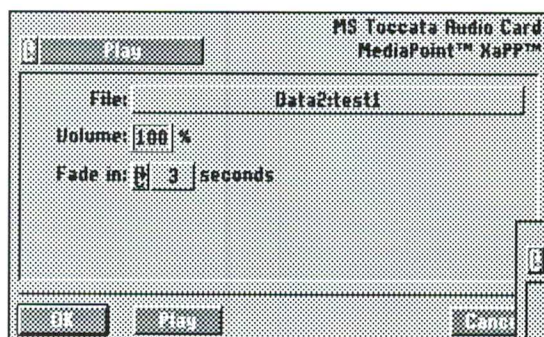 MS Toccata Audio Card
MediaPoint™ XaPP™
Play
File: Data2:test1
Volume: 100 %
Fade in: 3 seconds
OK Play Cance